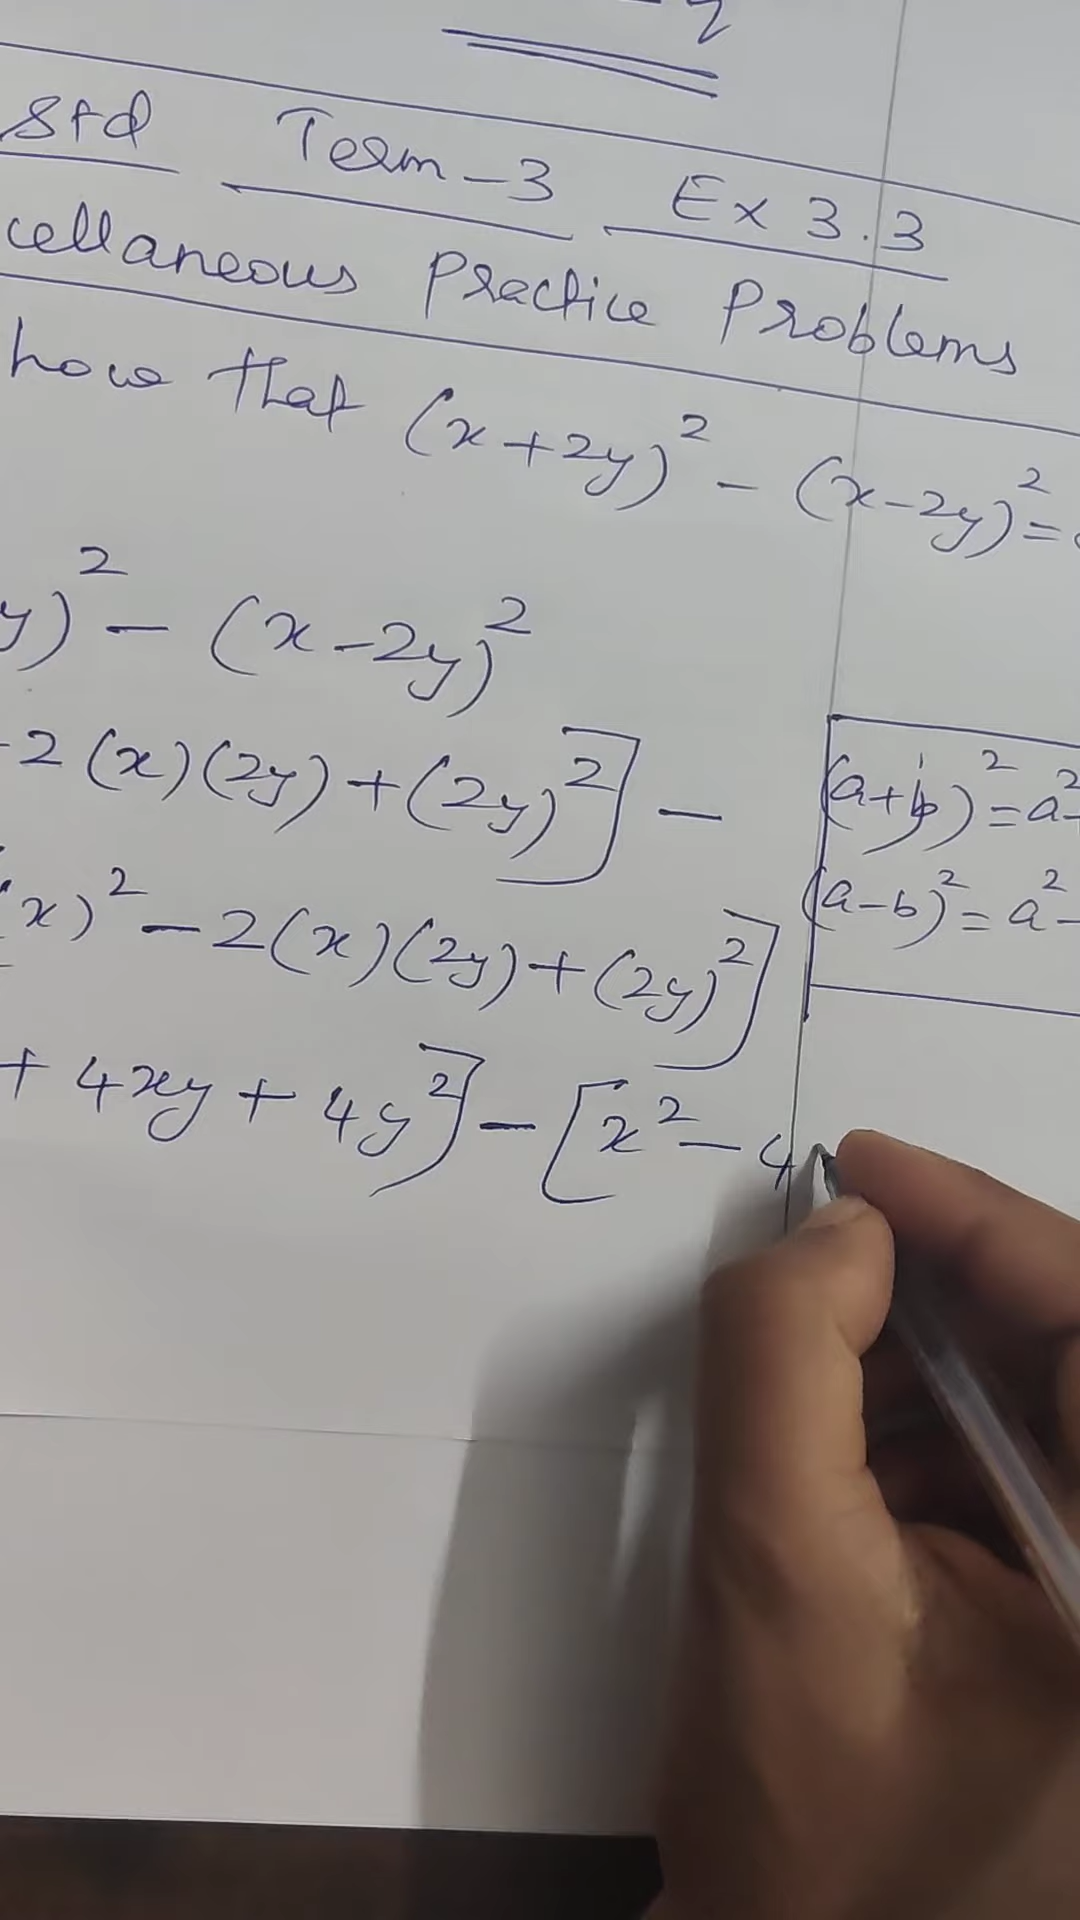 Std Term-3 Ex 3.3
cellaneous Practice Problems
how that (x+2y)² - (x-2y)² =
y)² - (x-2y)²
2(x)(2y)+(2y)²] -
(x)² - 2(x)(2y)+(2y)²]
+ 4xy + 4y²] - [x² - 4
(a+b)² = a²
(a-b)² = a² -